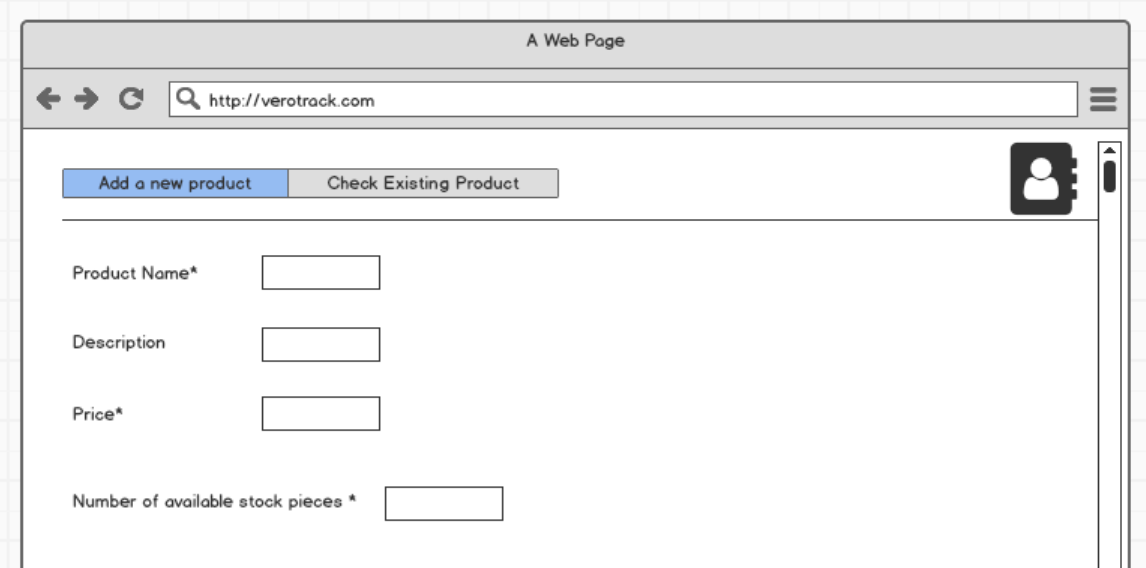 A Web Page
http://verotrack.com
Add a new product Check Existing Product
Product Name*
Description
Price*
Number of available stock pieces *